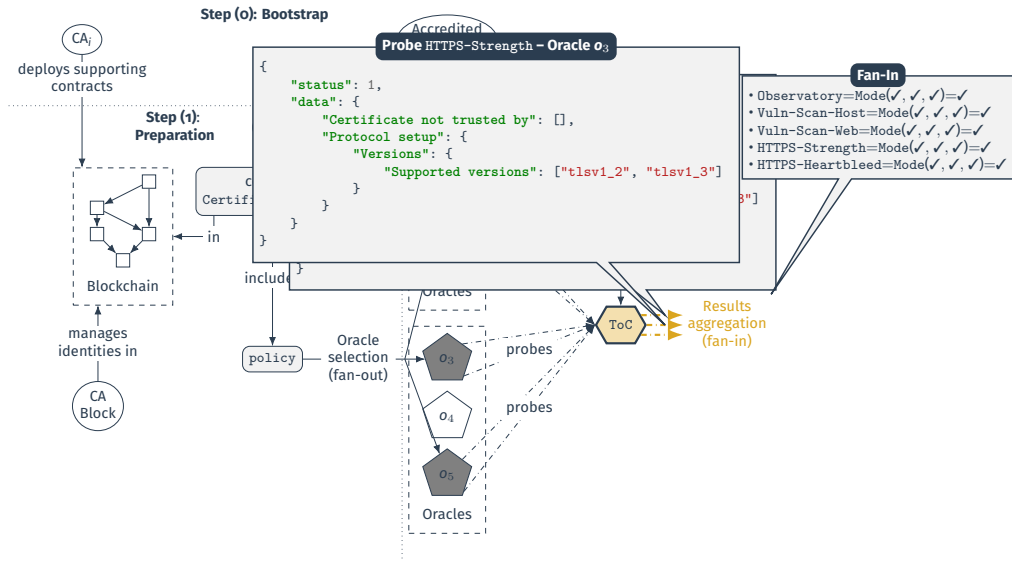 Step (0): Bootstrap
CAi
deploys supporting
contracts
Step (1):
Preparation
Accredited
Probe HTTPS-Strength – Oracle o3
{
"status": 1,
"data": {
"Certificate not trusted by": [],
"Protocol setup": {
"Versions": {
"Supported versions": ["tlsv1_2", "tlsv1_3"]
}
}
}
}
3"]
}
Fan-In
• Observatory=Mode(✓, ✓, ✓)=✓
• Vuln-Scan-Host=Mode(✓, ✓, ✓)=✓
• Vuln-Scan-Web=Mode(✓, ✓, ✓)=✓
• HTTPS-Strength=Mode(✓, ✓, ✓)=✓
• HTTPS-Heartbleed=Mode(✓, ✓, ✓)=✓
C
Certif
in
Blockchain
manages
identities in
CA
Block
include
policy
Oracle
selection
(fan-out)
Oracles
o3
o4
o5
Oracles
probes
probes
ToC
Results
aggregation
(fan-in)